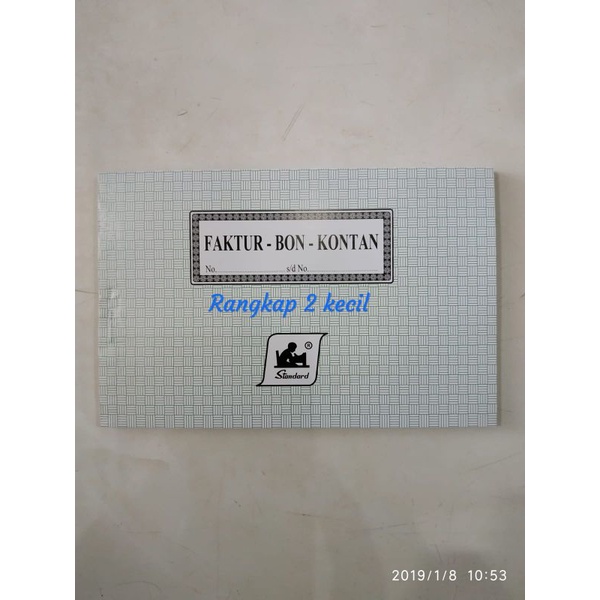 FAKTUR - BON - KONTAN
No. s/d No.
Rangkap 2 kecil
®
Standard
2019/1/8 10:53